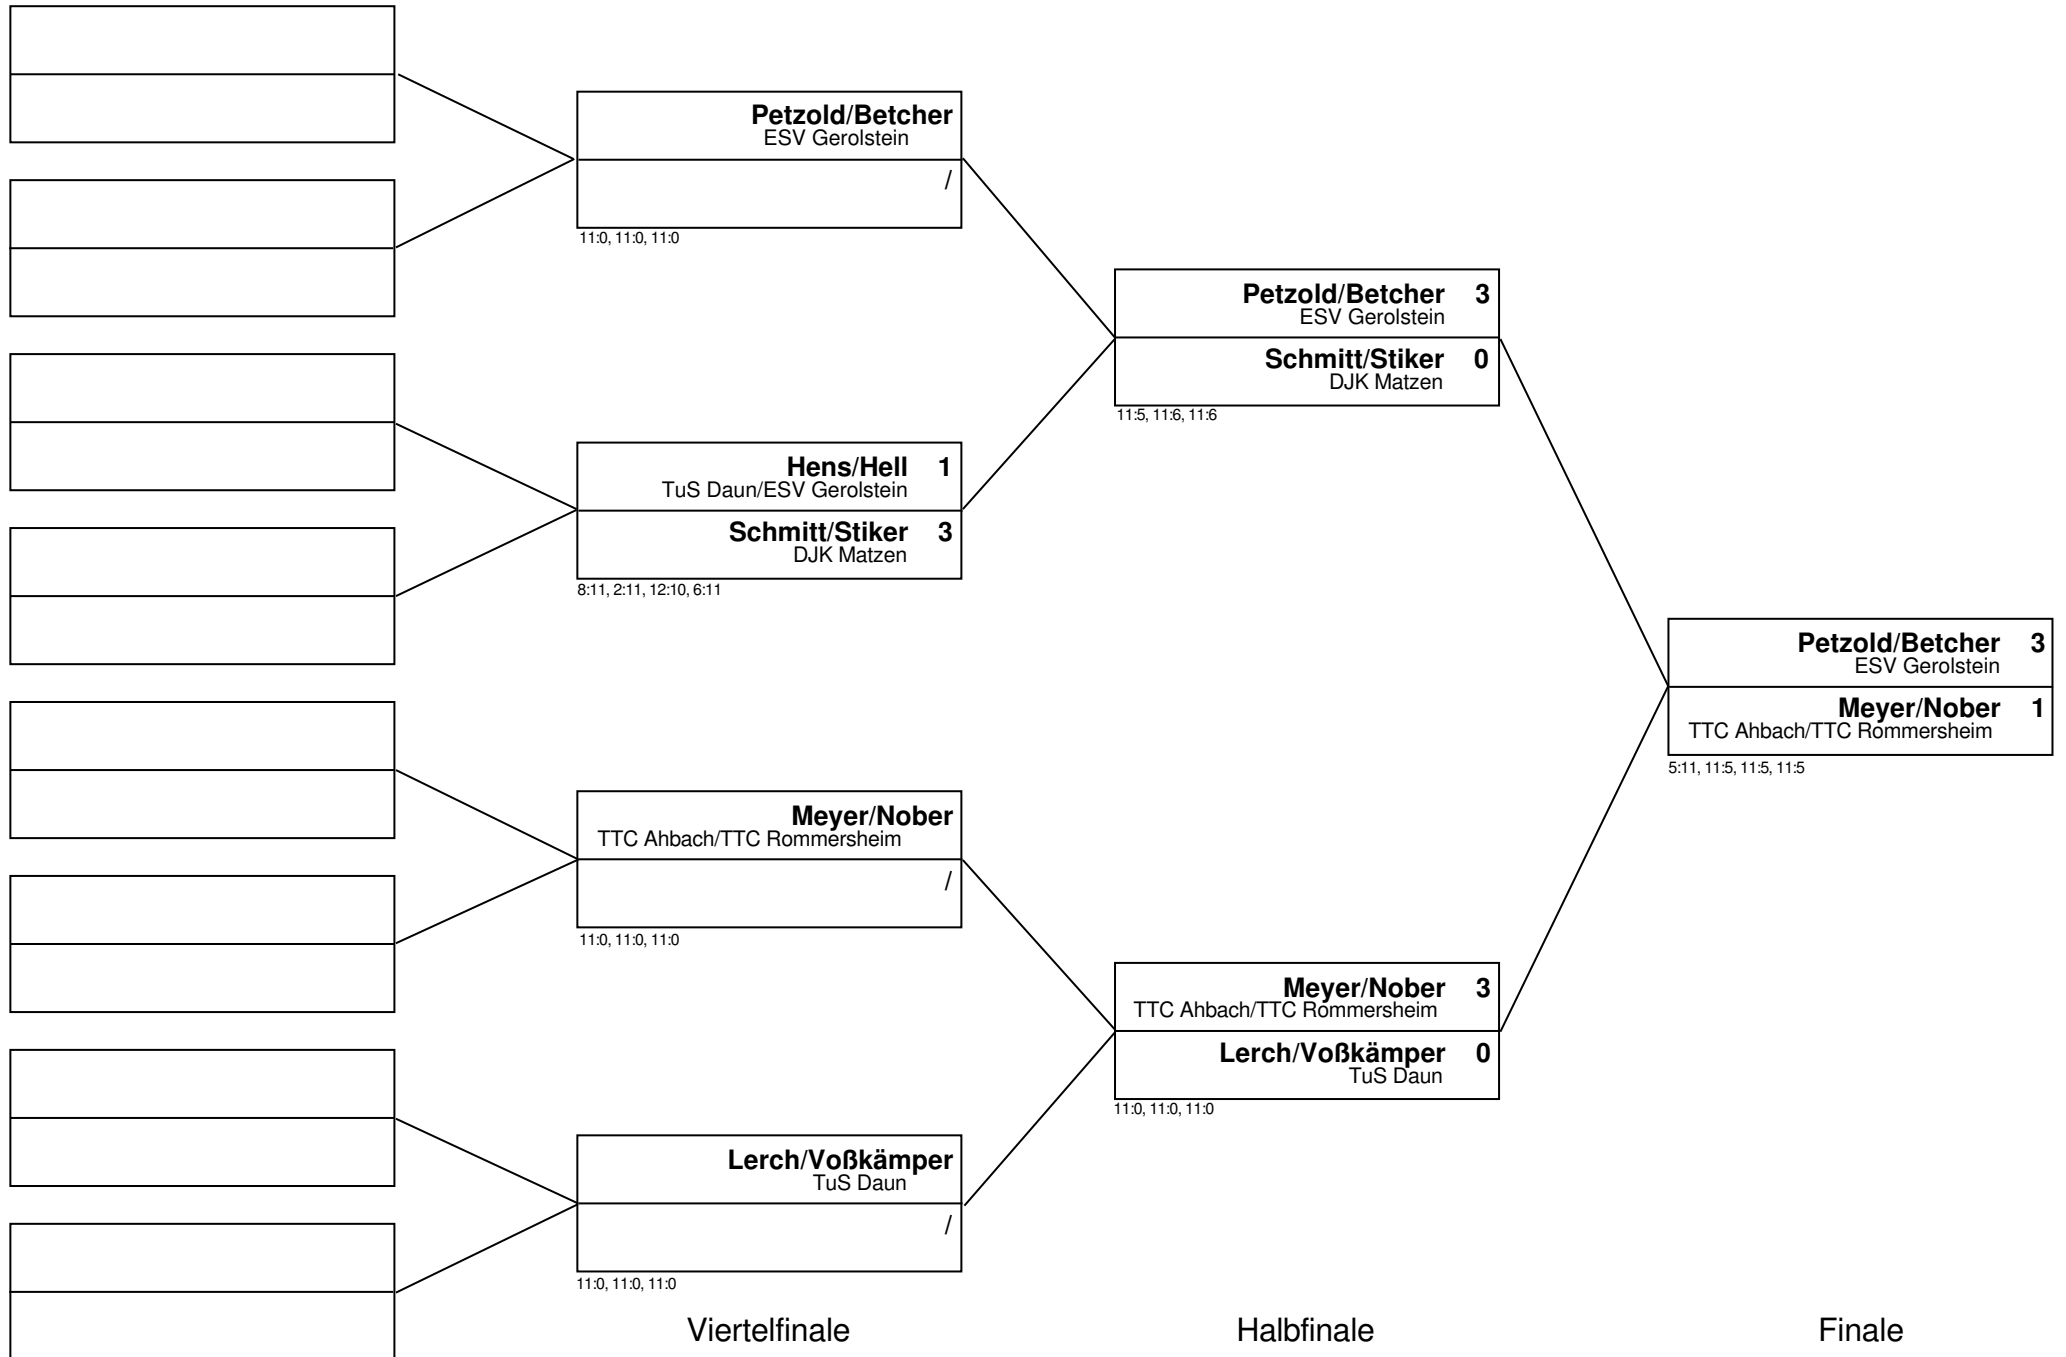 Petzold/Betcher
ESV Gerolstein
/
11:0, 11:0, 11:0
Hens/Hell 1
TuS Daun/ESV Gerolstein
Schmitt/Stiker 3
DJK Matzen
8:11, 2:11, 12:10, 6:11
Meyer/Nober
TTC Ahbach/TTC Rommersheim
/
11:0, 11:0, 11:0
Lerch/Voßkämper
TuS Daun
/
11:0, 11:0, 11:0
Viertelfinale
Petzold/Betcher 3
ESV Gerolstein
Schmitt/Stiker 0
DJK Matzen
11:5, 11:6, 11:6
Meyer/Nober 3
TTC Ahbach/TTC Rommersheim
Lerch/Voßkämper 0
TuS Daun
11:0, 11:0, 11:0
Halbfinale
Petzold/Betcher 3
ESV Gerolstein
Meyer/Nober 1
TTC Ahbach/TTC Rommersheim
5:11, 11:5, 11:5, 11:5
Finale